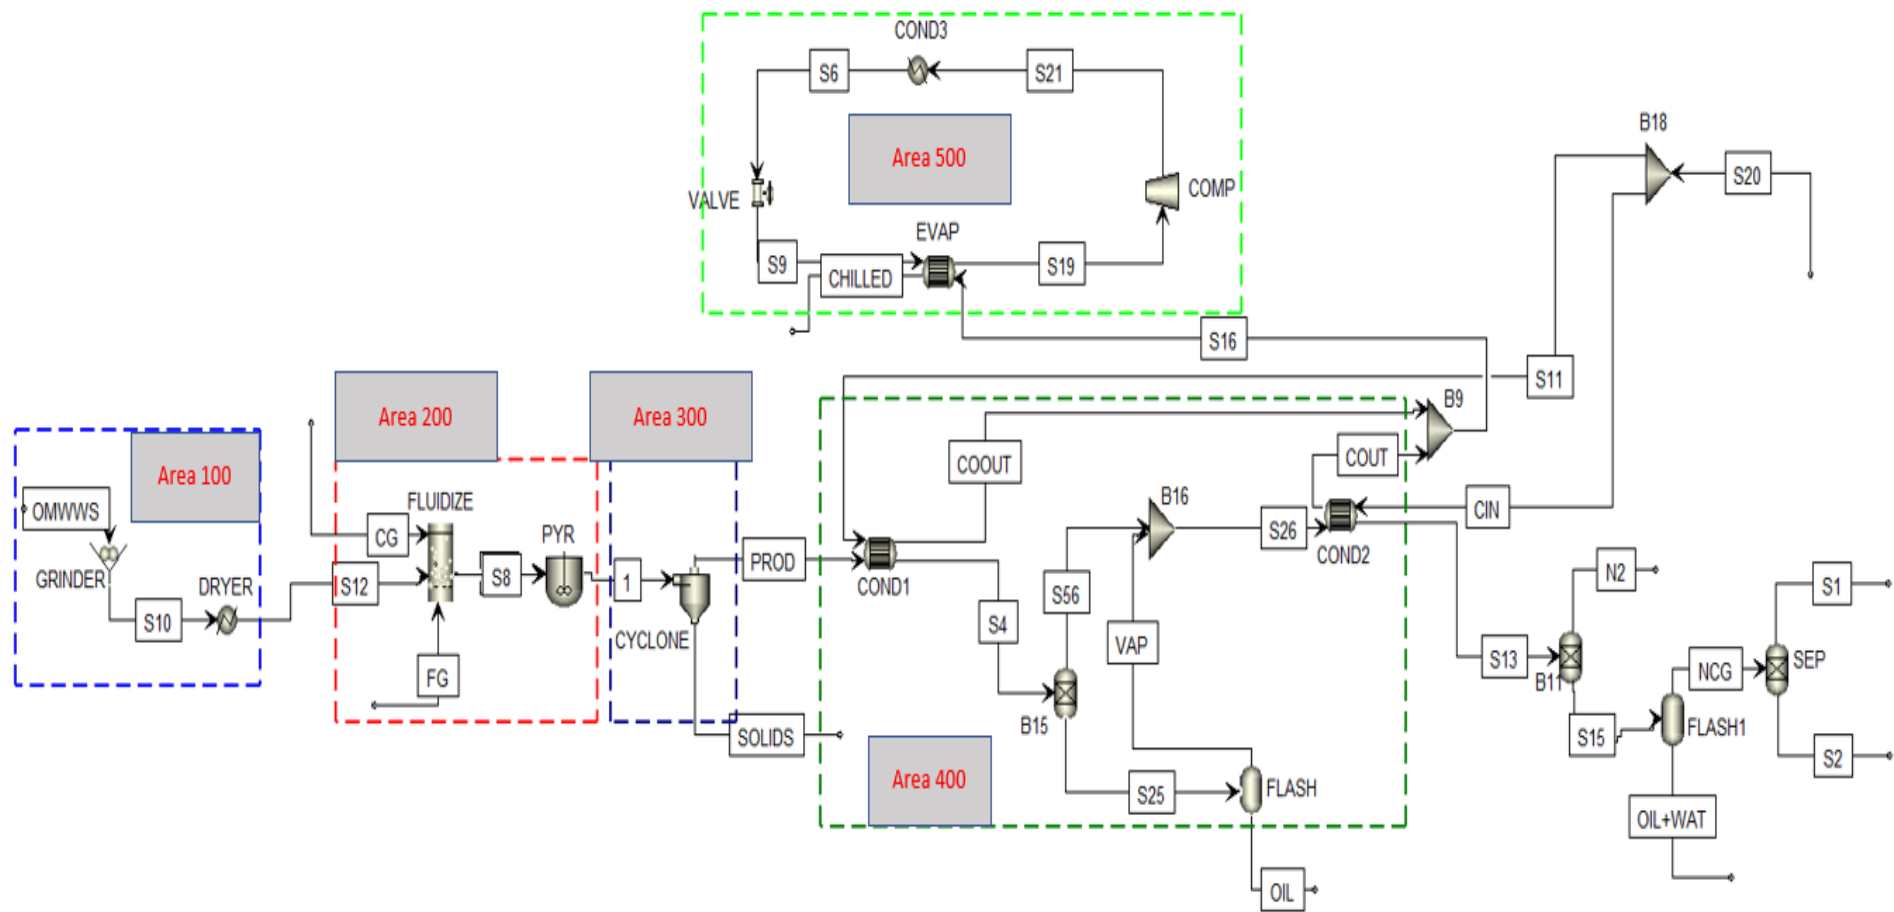 COND3
S6
S21
Area 500
VALVE
COMP
EVAP
S9
CHILLED
S19
B18
S20
S16
S11
Area 200
Area 300
B9
Area 100
COOUT
COUT
OMWWS
FLUIDIZE
B16
CIN
CG
PYR
S26
GRINDER
DRYER
S12
S8
1
PROD
COND1
COND2
N2
S1
S10
CYCLONE
S4
S56
VAP
S13
B11
NCG
SEP
FG
B15
SOLIDS
S15
FLASH1
S2
Area 400
S25
FLASH
OIL+WAT
OIL